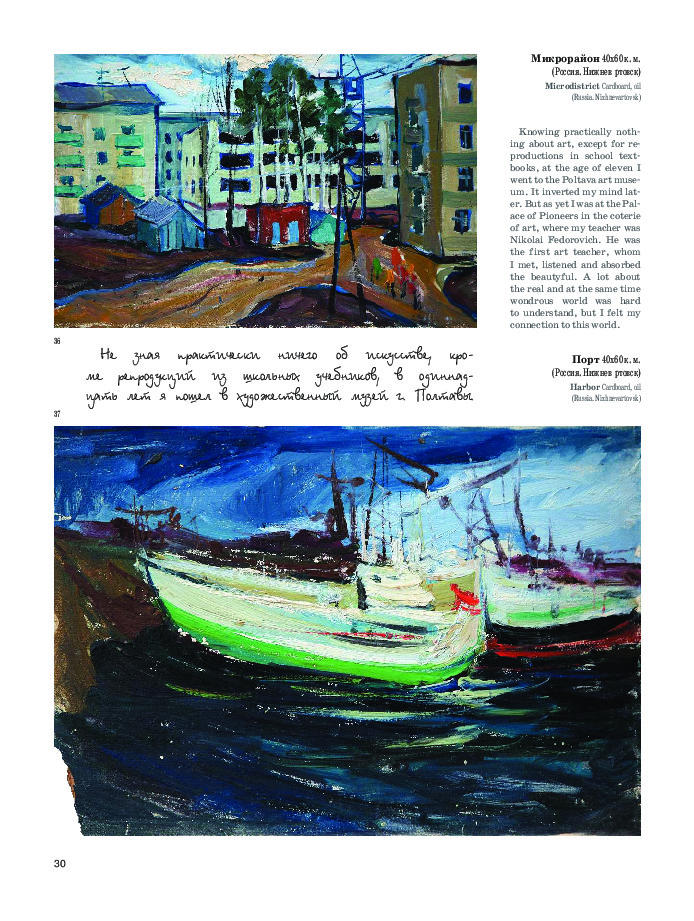 Микрорайон 40х60 к. м.
(Россия. Нижнев ртовск)
Microdistrict Cardboard, oil
(Russia. Nizhnevartovsk)
Knowing practically noth-
ing about art, except for re-
productions in school text-
books, at the age of eleven I
went to the Poltava art muse-
um. It inverted my mind lat-
er. But as yet I was at the Pal-
ace of Pioneers in the coterie
of art, where my teacher was
Nikolai Fedorovich. He was
the first art teacher, whom
I met, listened and absorbed
the beautyful. A lot about
the real and at the same time
wondrous world was hard
to understand, but I felt my
connection to this world.
36
Не зная практически ничего об искусстве, кро-
ме репродукций из школьных учебников, в одиннад-
цать лет я пошел в художественный музей г. Полтавы.
Порт 40х60 к. м.
(Россия. Нижнев ртовск)
Harbor Cardboard, oil
(Russia. Nizhnevartovsk)
37
30